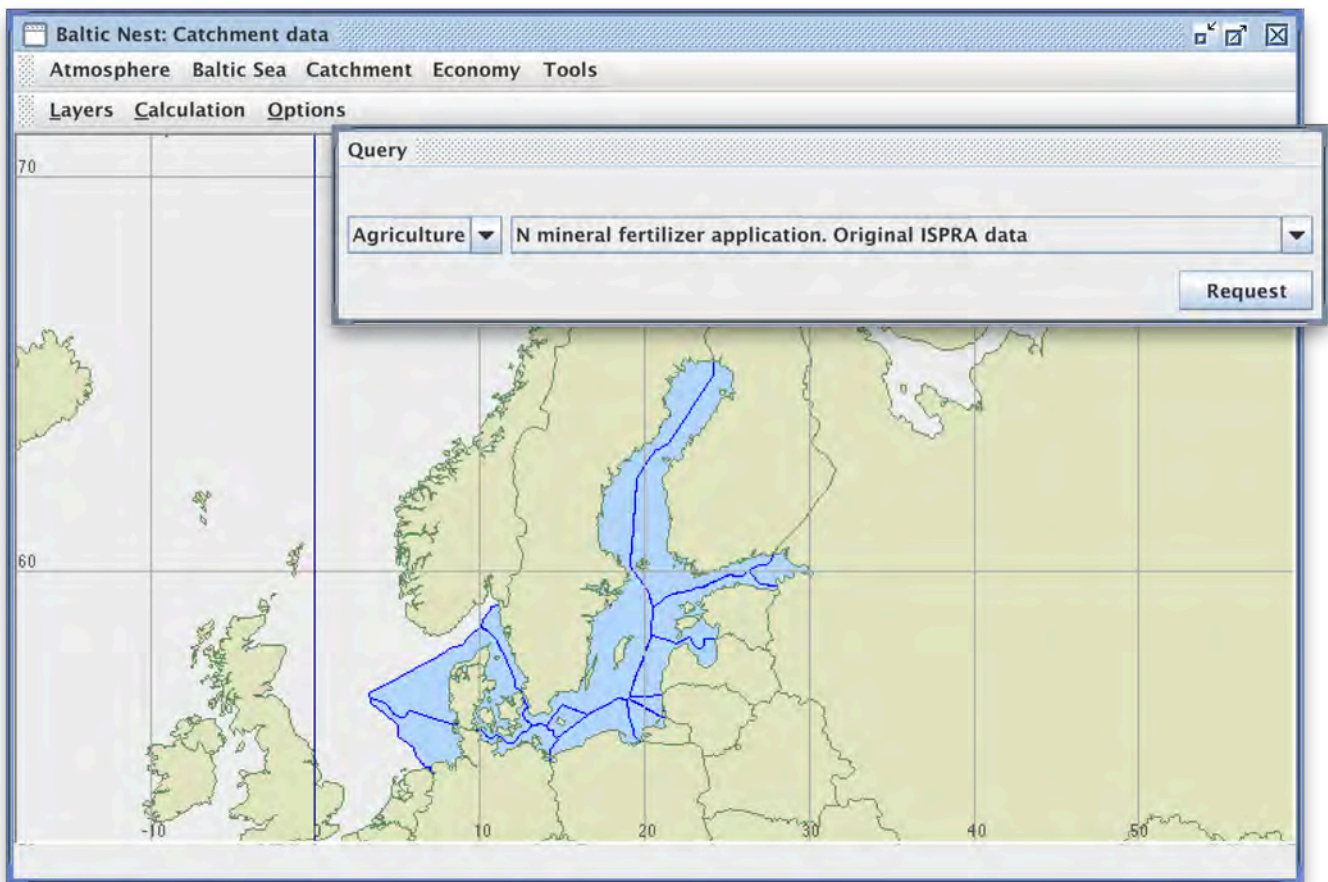 Baltic Nest: Catchment data
Atmosphere Baltic Sea Catchment Economy Tools
Layers Calculation Options
Query
Agriculture N mineral fertilizer application. Original ISPRA data
Request
70
60
-10 0 10 20 30 40 50